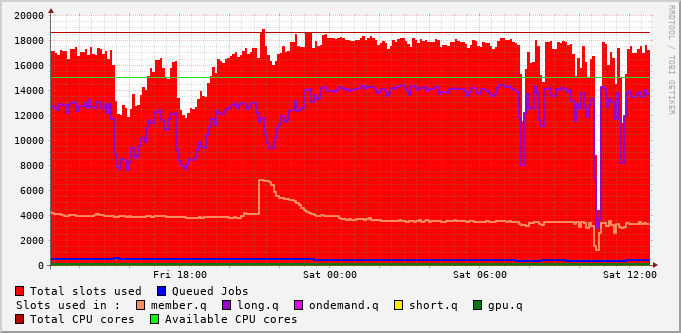 20000
18000
16000
14000
12000
10000
8000
6000
4000
2000
0
Fri 18:00 Sat 00:00 Sat 06:00 Sat 12:00
RRDTOOL / TOBI OETIKER
Total slots used Queued Jobs
Slots used in : member.q long.q ondemand.q short.q gpu.q
Total CPU cores Available CPU cores